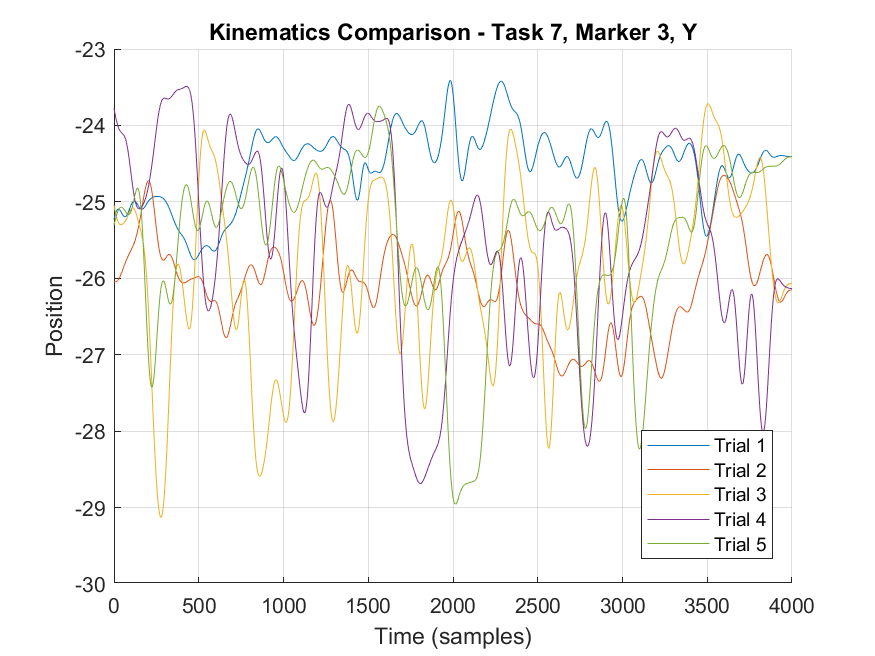 Kinematics Comparison - Task 7, Marker 3, Y
-23
-24
-25
-26
-27
-28
-29
-30
Position
0 500 1000 1500 2000 2500 3000 3500 4000
Time (samples)
Trial 1
Trial 2
Trial 3
Trial 4
Trial 5